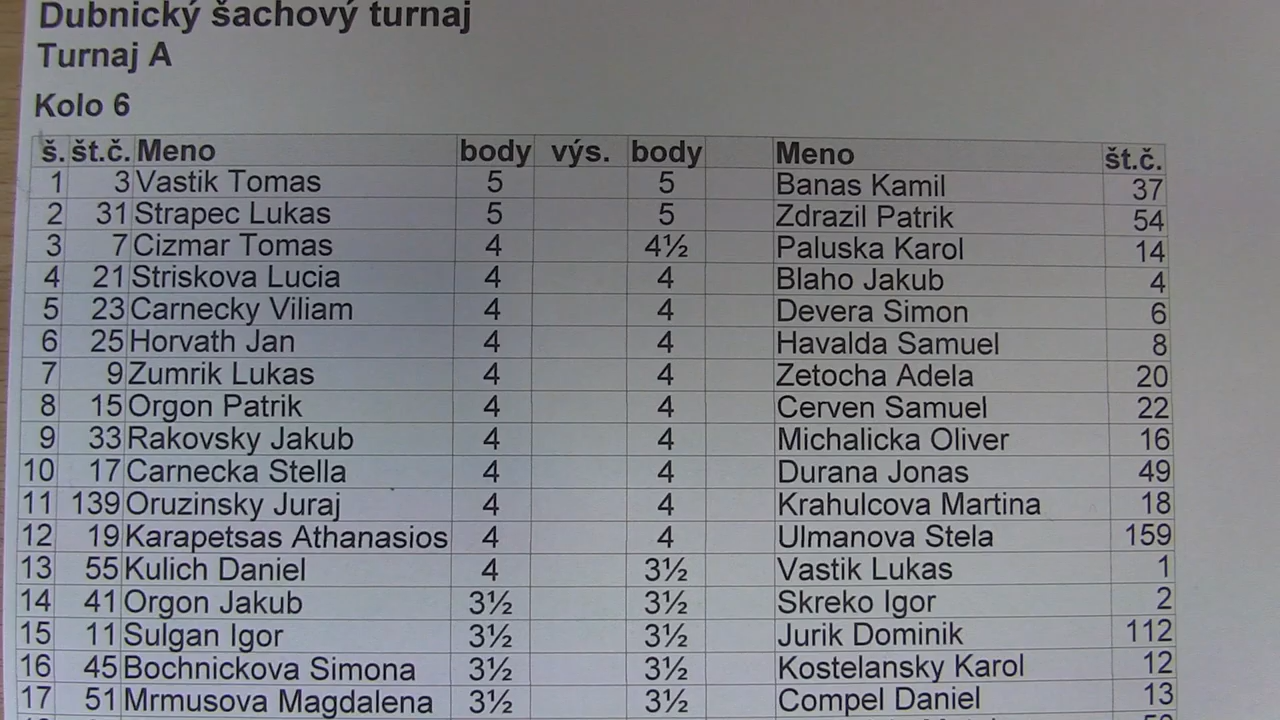 Dubnický šachový turnaj
Turnaj A
Kolo 6
š. št.č. Meno body výs. body Meno št.č.
1 3 Vastik Tomas 5 5 Banas Kamil 37
2 31 Strapec Lukas 5 5 Zdrazil Patrik 54
3 7 Cizmar Tomas 4 4½ Paluska Karol 14
4 21 Striskova Lucia 4 4 Blaho Jakub 4
5 23 Carnecky Viliam 4 4 Devera Simon 6
6 25 Horvath Jan 4 4 Havalda Samuel 8
7 9 Zumrik Lukas 4 4 Zetocha Adela 20
8 15 Orgon Patrik 4 4 Cerven Samuel 22
9 33 Rakovsky Jakub 4 4 Michalicka Oliver 16
10 17 Carnecka Stella 4 4 Durana Jonas 49
11 139 Oruzinsky Juraj 4 4 Krahulcova Martina 18
12 19 Karapetsas Athanasios 4 4 Ulmanova Stela 159
13 55 Kulich Daniel 4 3½ Vastik Lukas 1
14 41 Orgon Jakub 3½ 3½ Skreko Igor 2
15 11 Sulgan Igor 3½ 3½ Jurik Dominik 112
16 45 Bochnickova Simona 3½ 3½ Kostelansky Karol 12
17 51 Mrmusova Magdalena 3½ 3½ Compel Daniel 13